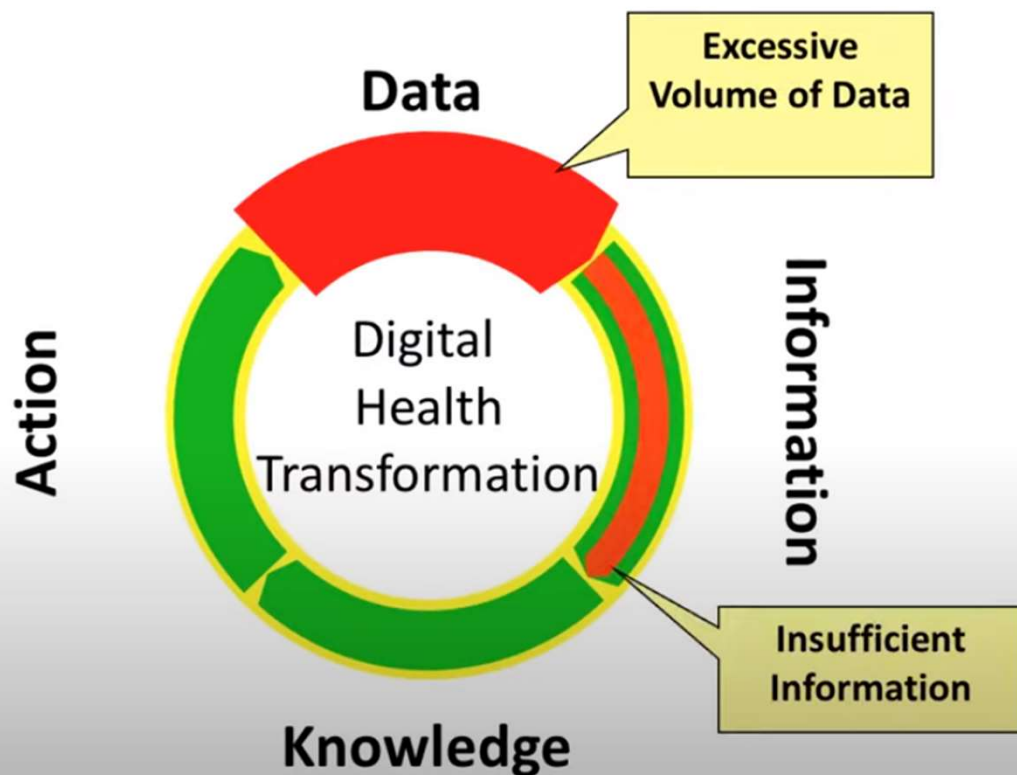 Data
Excessive
Volume of Data
Information
Action
Digital
Health
Transformation
Insufficient
Information
Knowledge